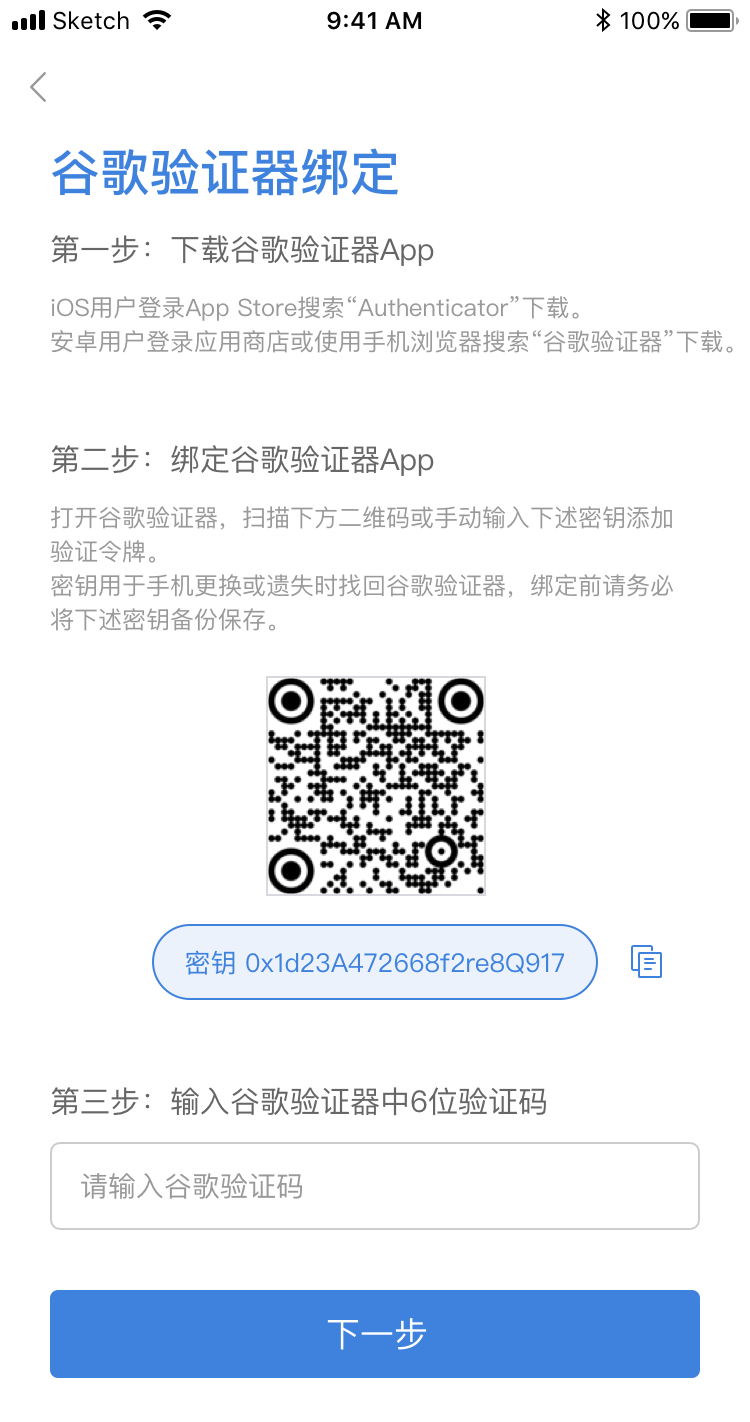 Sketch 9:41 AM 100%
谷歌验证器绑定
第一步：下载谷歌验证器App
iOS用户登录App Store搜索“Authenticator”下载。
安卓用户登录应用商店或使用手机浏览器搜索“谷歌验证器”下载。
第二步：绑定谷歌验证器App
打开谷歌验证器，扫描下方二维码或手动输入下述密钥添加
验证令牌。
密钥用于手机更换或遗失时找回谷歌验证器，绑定前请务必
将下述密钥备份保存。
密钥 0x1d23A472668f2re8Q917
第三步：输入谷歌验证器中6位验证码
请输入谷歌验证码
下一步